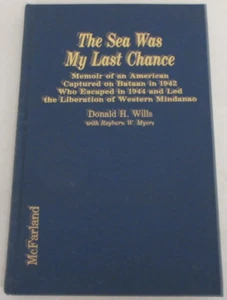 The Sea Was
My Last Chance
Memoir of an American
Captured on Bataan in 1942
Who Escaped in 1944 and Led
the Liberation of Western Mindanao
Donald H. Wills
with Reyburn W. Myers
McFarland